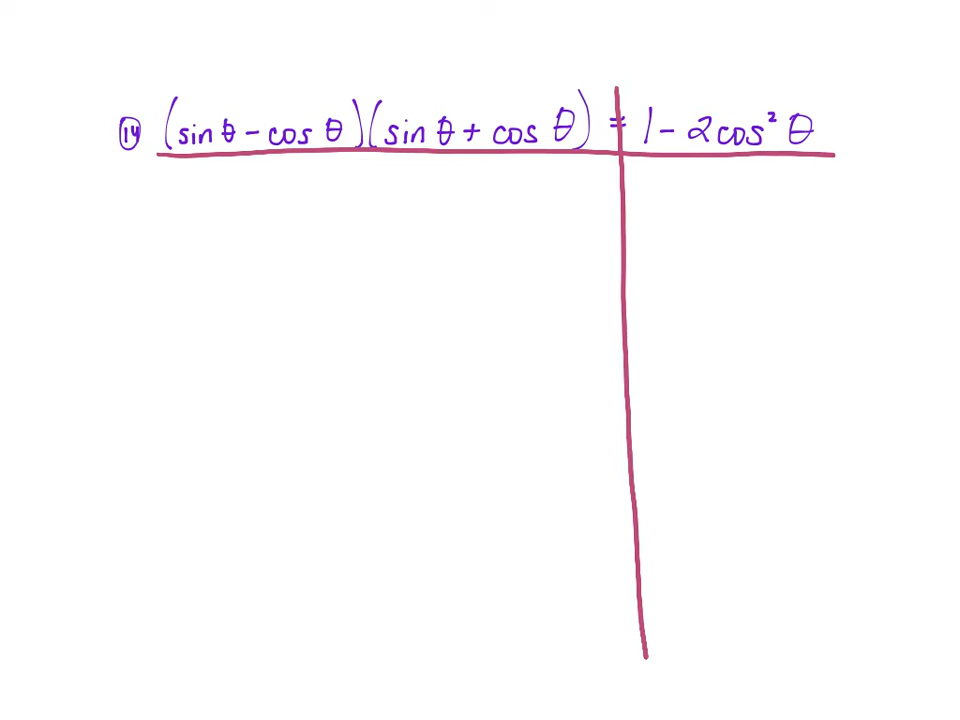 ⑭ (sin θ - cos θ)(sin θ + cos θ) = 1 - 2cos² θ